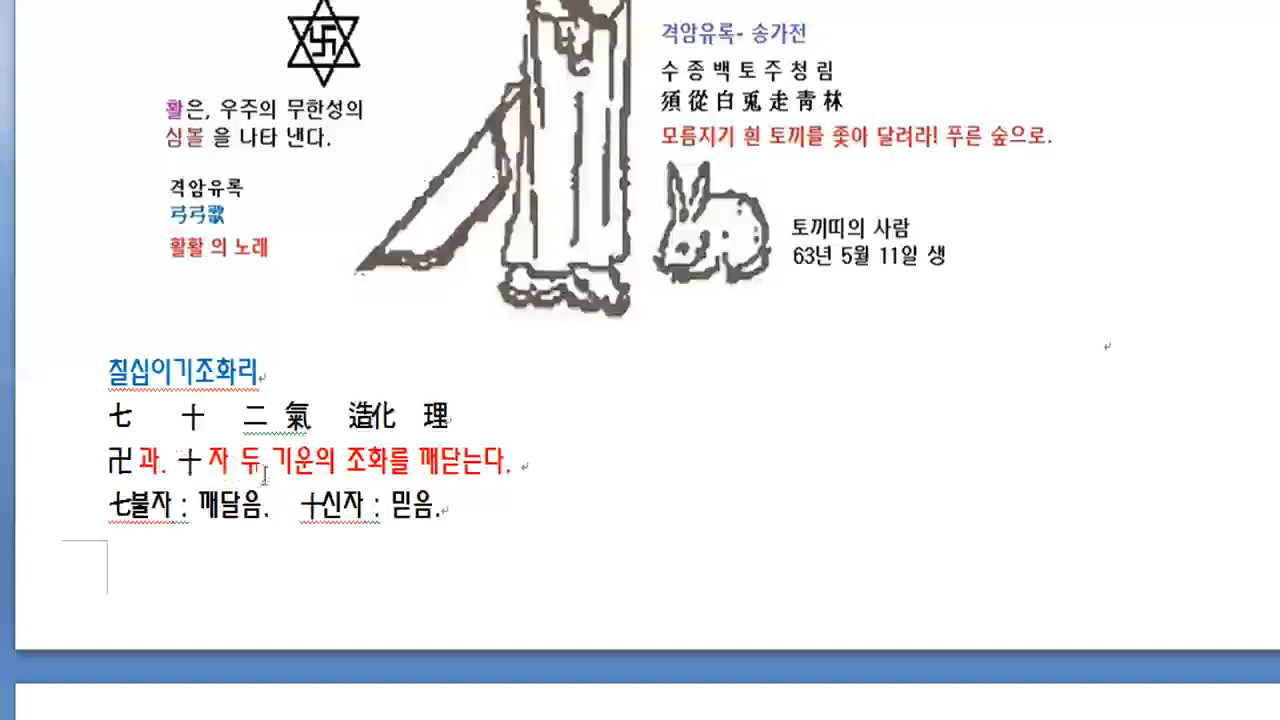 활은, 우주의 무한성의
심볼 을 나타 낸다.
격암유록
弓弓歌
활활 의 노래
격암유록- 송가전
수 종 백 토 주 청 림
須 從 白 兎 走 靑 林
모름지기 흰 토끼를 좇아 달려라! 푸른 숲으로.
토끼띠의 사람
63년 5월 11일 생
칠십이기조화리
七 十 二 氣 造化 理
卍 과. 十 자 두 기운의 조화를 깨닫는다.
七불자 : 깨달음. 十신자 : 믿음.